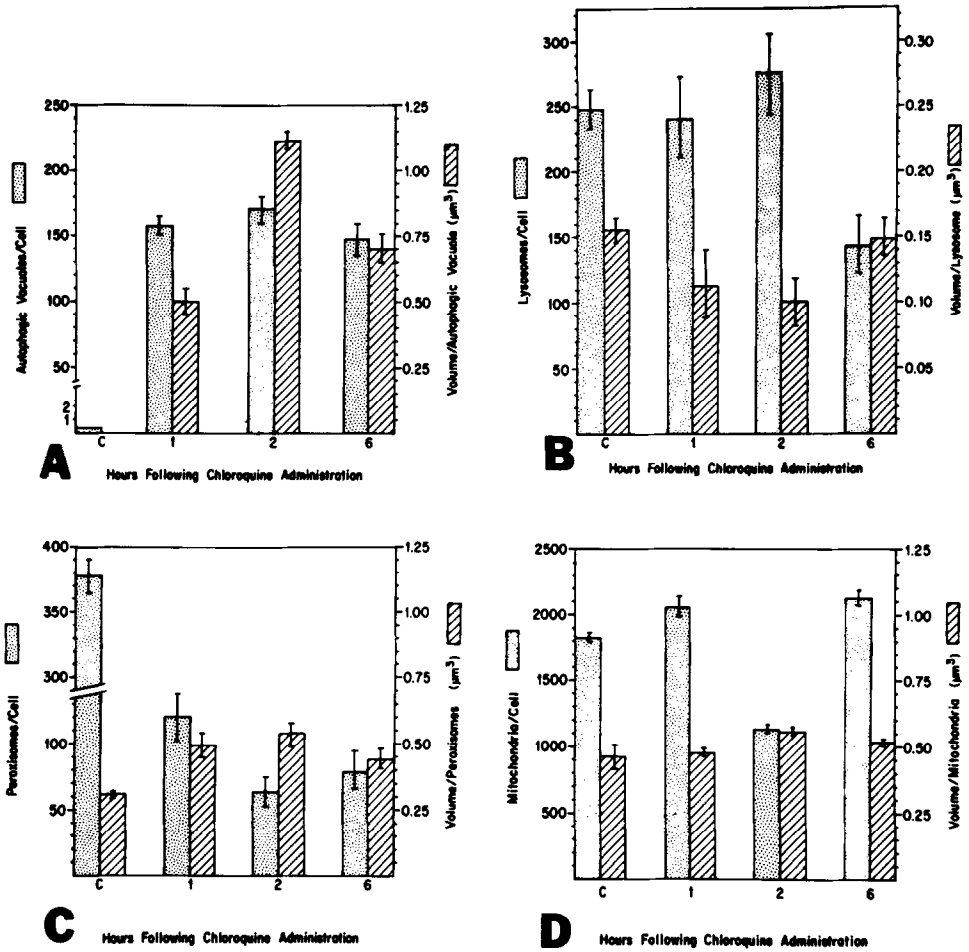 250
200
150
100
50
2
1
Autophagic Vacuoles/Cell
1.25
1.00
0.75
0.50
0.25
Volume/Autophagic Vacuole (μm³)
C 1 2 6
A
Hours Following Chloroquine Administration
300
250
200
150
100
50
Lysosomes/Cell
0.30
0.25
0.20
0.15
0.10
0.05
Volume/Lysosome (μm³)
C 1 2 6
B
Hours Following Chloroquine Administration
400
350
300
100
50
Peroxisomes/Cell
1.25
1.00
0.75
0.50
0.25
Volume/Peroxisomes (μm³)
C 1 2 6
C
Hours Following Chloroquine Administration
2500
2000
1500
1000
500
Mitochondria/Cell
1.25
1.00
0.75
0.50
0.25
Volume/Mitochondria (μm³)
C 1 2 6
D
Hours Following Chloroquine Administration